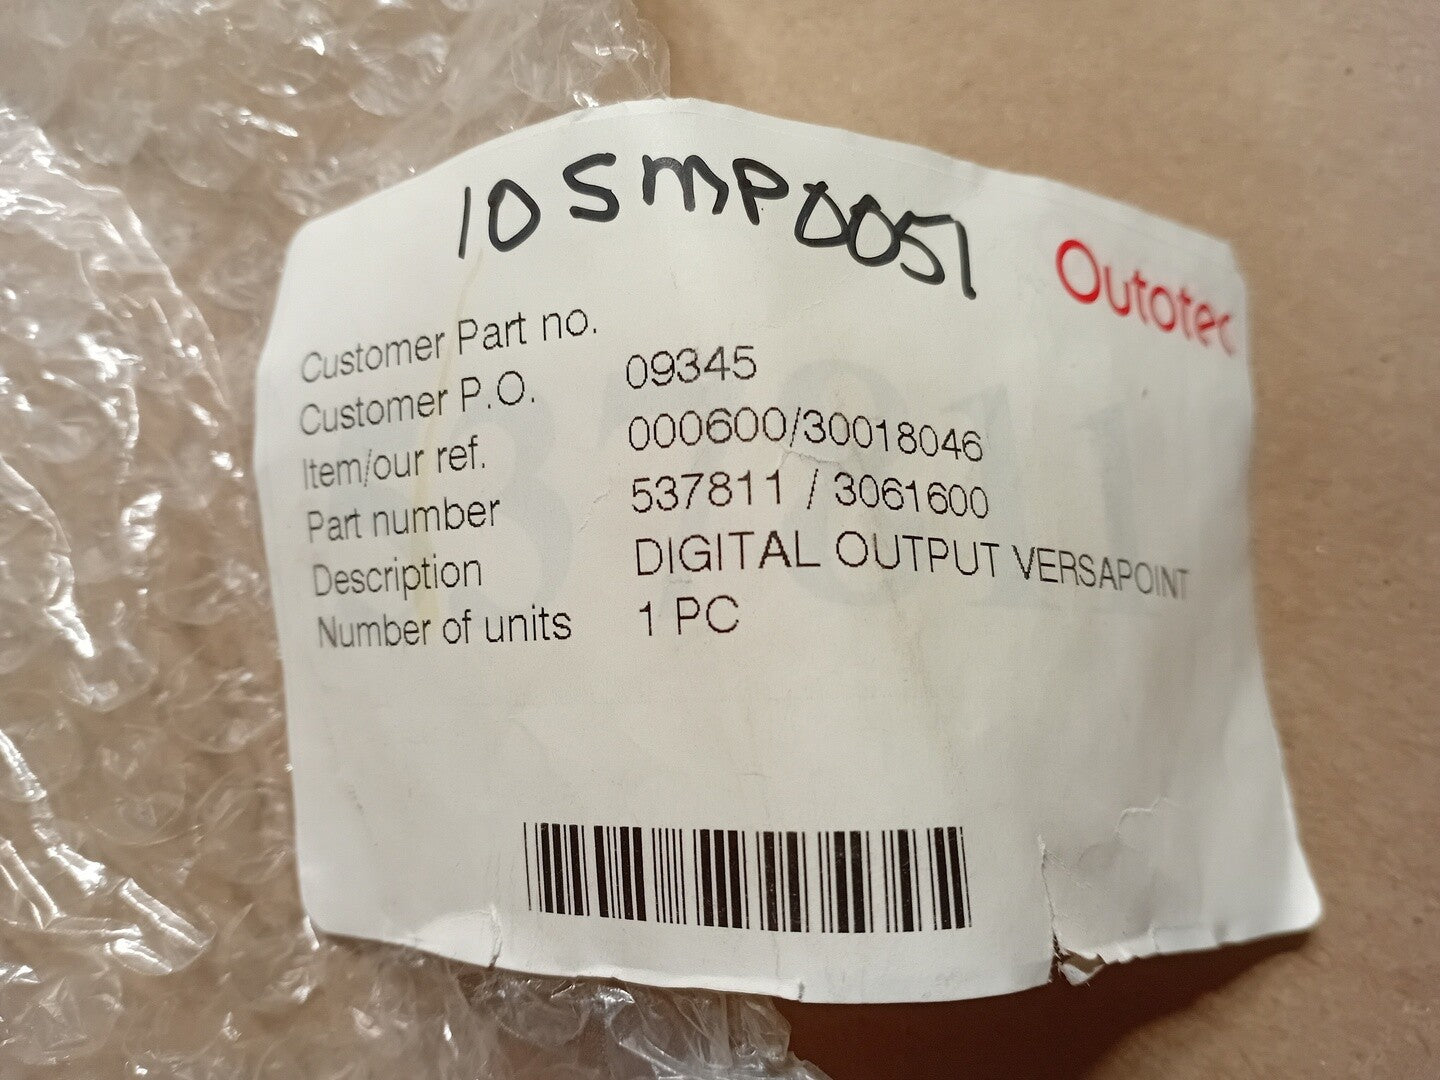 10SMP0051
Outotec
Customer Part no.
Customer P.O. 09345
Item/our ref. 000600/30018046
Part number 537811 / 3061600
Description DIGITAL OUTPUT VERSAPOINT
Number of units 1 PC